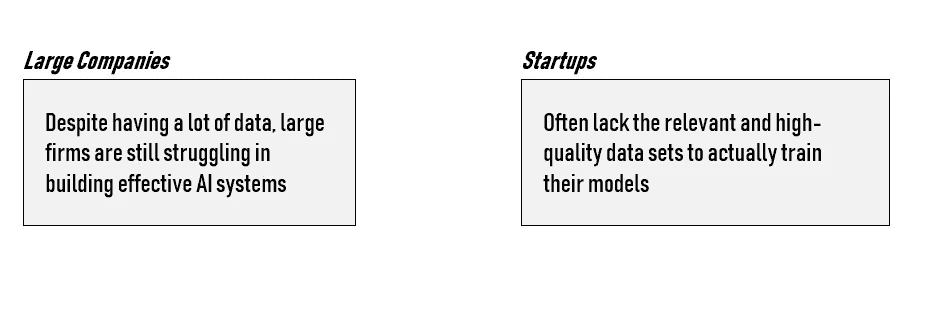 Large Companies
Despite having a lot of data, large
firms are still struggling in
building effective AI systems
Startups
Often lack the relevant and high-
quality data sets to actually train
their models